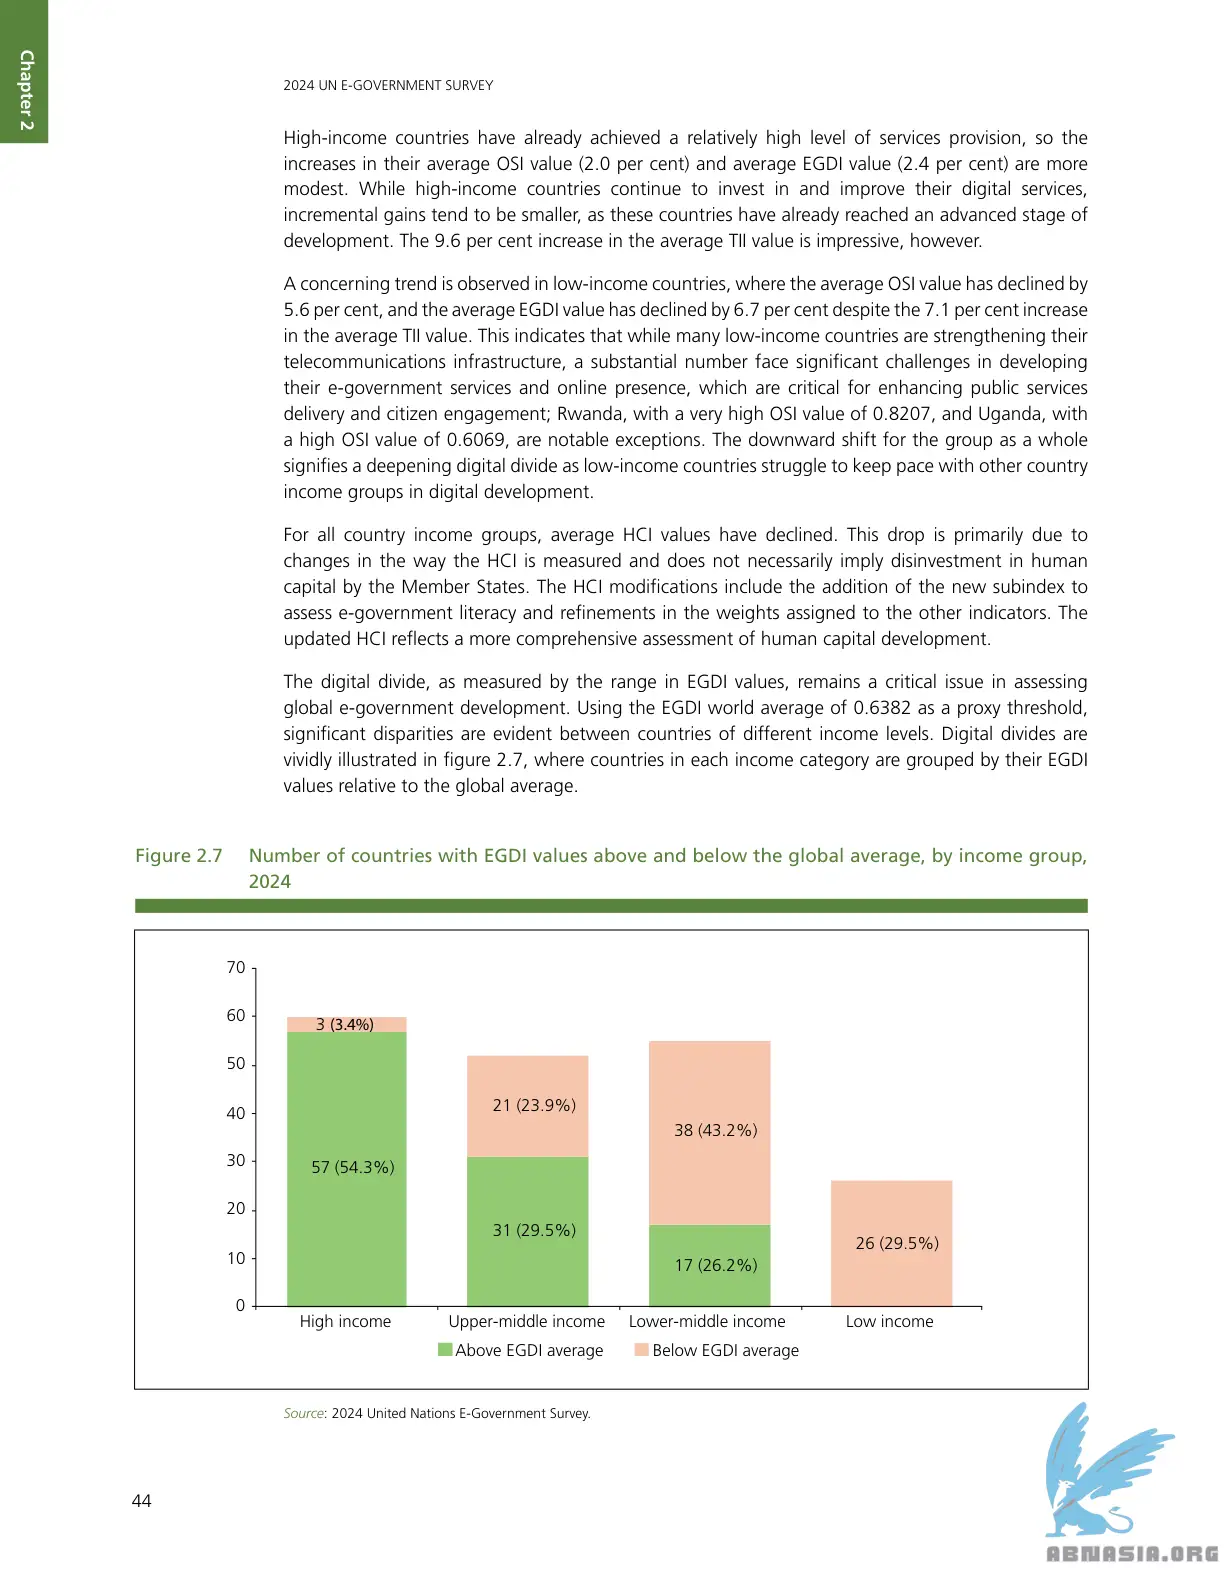 Chapter 2
2024 UN E-GOVERNMENT SURVEY
High-income countries have already achieved a relatively high level of services provision, so the
increases in their average OSI value (2.0 per cent) and average EGDI value (2.4 per cent) are more
modest. While high-income countries continue to invest in and improve their digital services,
incremental gains tend to be smaller, as these countries have already reached an advanced stage of
development. The 9.6 per cent increase in the average TII value is impressive, however.
A concerning trend is observed in low-income countries, where the average OSI value has declined by
5.6 per cent, and the average EGDI value has declined by 6.7 per cent despite the 7.1 per cent increase
in the average TII value. This indicates that while many low-income countries are strengthening their
telecommunications infrastructure, a substantial number face significant challenges in developing
their e-government services and online presence, which are critical for enhancing public services
delivery and citizen engagement; Rwanda, with a very high OSI value of 0.8207, and Uganda, with
a high OSI value of 0.6069, are notable exceptions. The downward shift for the group as a whole
signifies a deepening digital divide as low-income countries struggle to keep pace with other country
income groups in digital development.
For all country income groups, average HCI values have declined. This drop is primarily due to
changes in the way the HCI is measured and does not necessarily imply disinvestment in human
capital by the Member States. The HCI modifications include the addition of the new subindex to
assess e-government literacy and refinements in the weights assigned to the other indicators. The
updated HCI reflects a more comprehensive assessment of human capital development.
The digital divide, as measured by the range in EGDI values, remains a critical issue in assessing
global e-government development. Using the EGDI world average of 0.6382 as a proxy threshold,
significant disparities are evident between countries of different income levels. Digital divides are
vividly illustrated in figure 2.7, where countries in each income category are grouped by their EGDI
values relative to the global average.
Figure 2.7 Number of countries with EGDI values above and below the global average, by income group,
2024
70
60
50
40
30
20
10
0
3 (3.4%)
57 (54.3%)
21 (23.9%)
31 (29.5%)
38 (43.2%)
17 (26.2%)
26 (29.5%)
High income Upper-middle income Lower-middle income Low income
Above EGDI average Below EGDI average
Source: 2024 United Nations E-Government Survey.
44
ABNASIA.ORG